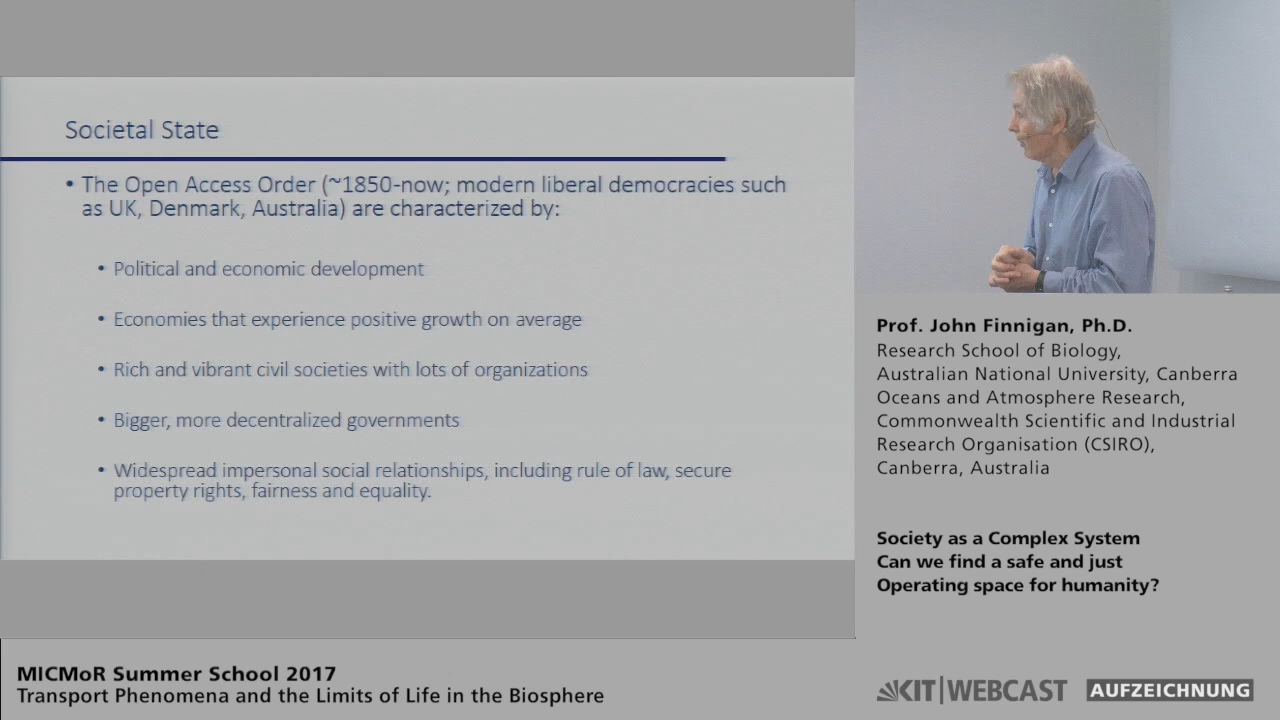 Societal State
• The Open Access Order (~1850-now; modern liberal democracies such
as UK, Denmark, Australia) are characterized by:
• Political and economic development
• Economies that experience positive growth on average
• Rich and vibrant civil societies with lots of organizations
• Bigger, more decentralized governments
• Widespread impersonal social relationships, including rule of law, secure
property rights, fairness and equality.
Prof. John Finnigan, Ph.D.
Research School of Biology,
Australian National University, Canberra
Oceans and Atmosphere Research,
Commonwealth Scientific and Industrial
Research Organisation (CSIRO),
Canberra, Australia
Society as a Complex System
Can we find a safe and just
Operating space for humanity?
MICMoR Summer School 2017
Transport Phenomena and the Limits of Life in the Biosphere
KIT|WEBCAST AUFZEICHNUNG